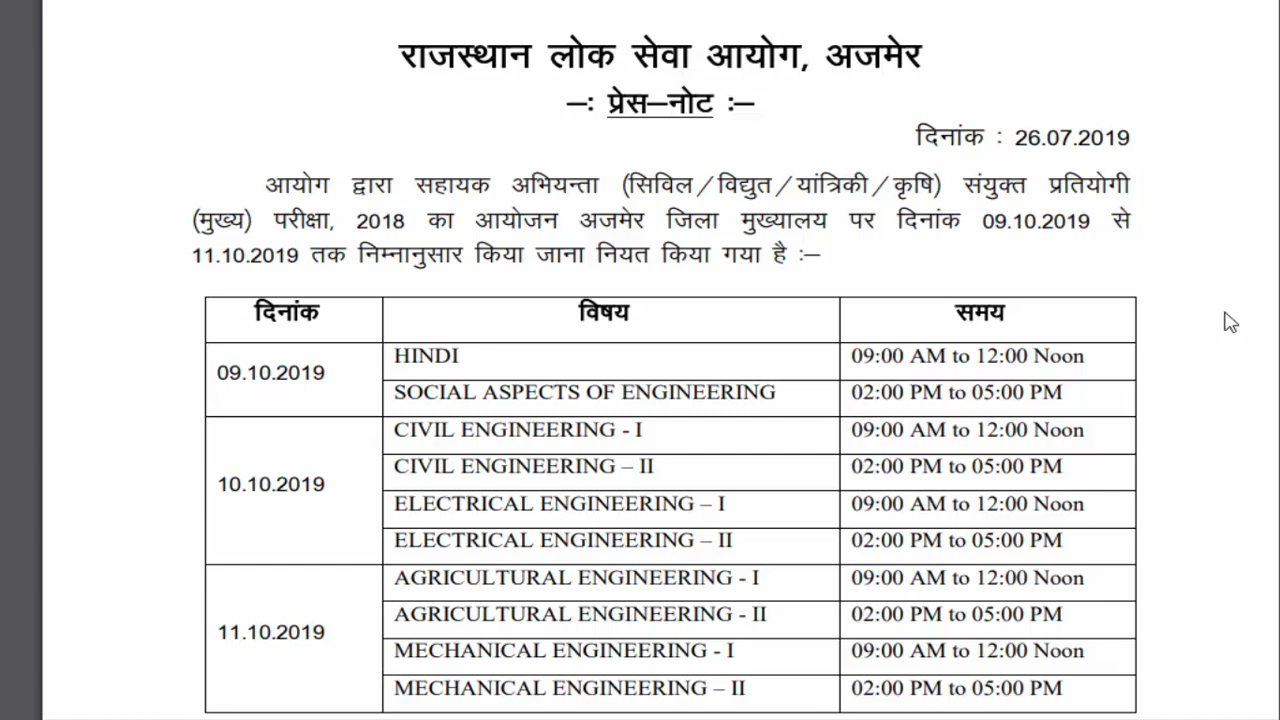 राजस्थान लोक सेवा आयोग, अजमेर
–: प्रेस–नोट :–
दिनांक : 26.07.2019
आयोग द्वारा सहायक अभियन्ता (सिविल/विद्युत/यांत्रिकी/कृषि) संयुक्त प्रतियोगी
(मुख्य) परीक्षा, 2018 का आयोजन अजमेर जिला मुख्यालय पर दिनांक 09.10.2019 से
11.10.2019 तक निम्नानुसार किया जाना नियत किया गया है :–
दिनांक विषय समय
09.10.2019 HINDI 09:00 AM to 12:00 Noon
SOCIAL ASPECTS OF ENGINEERING 02:00 PM to 05:00 PM
10.10.2019 CIVIL ENGINEERING - I 09:00 AM to 12:00 Noon
CIVIL ENGINEERING – II 02:00 PM to 05:00 PM
ELECTRICAL ENGINEERING – I 09:00 AM to 12:00 Noon
ELECTRICAL ENGINEERING – II 02:00 PM to 05:00 PM
11.10.2019 AGRICULTURAL ENGINEERING - I 09:00 AM to 12:00 Noon
AGRICULTURAL ENGINEERING - II 02:00 PM to 05:00 PM
MECHANICAL ENGINEERING - I 09:00 AM to 12:00 Noon
MECHANICAL ENGINEERING – II 02:00 PM to 05:00 PM